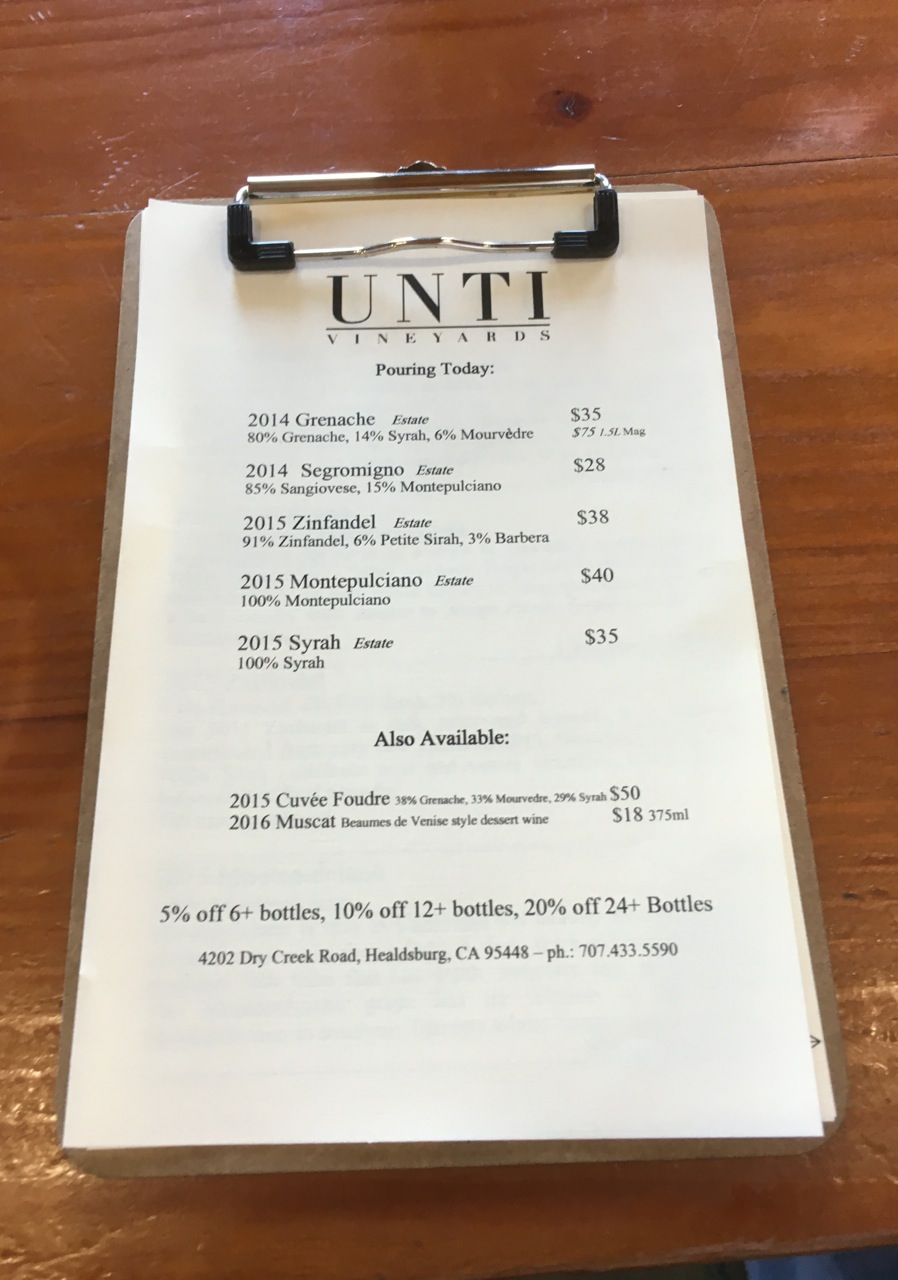 UNTI
VINEYARDS
Pouring Today:
2014 Grenache Estate $35
80% Grenache, 14% Syrah, 6% Mourvèdre $75 1.5L Mag
2014 Segromigno Estate $28
85% Sangiovese, 15% Montepulciano
2015 Zinfandel Estate $38
91% Zinfandel, 6% Petite Sirah, 3% Barbera
2015 Montepulciano Estate $40
100% Montepulciano
2015 Syrah Estate $35
100% Syrah
Also Available:
2015 Cuvée Foudre 38% Grenache, 33% Mourvedre, 29% Syrah $50
2016 Muscat Beaumes de Venise style dessert wine $18 375ml
5% off 6+ bottles, 10% off 12+ bottles, 20% off 24+ Bottles
4202 Dry Creek Road, Healdsburg, CA 95448 – ph.: 707.433.5590